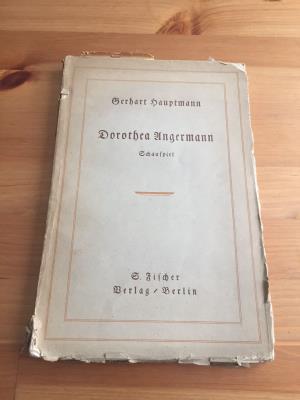 Gerhart Hauptmann
Dorothea Angermann
Schauspiel
S. Fischer
Verlag / Berlin